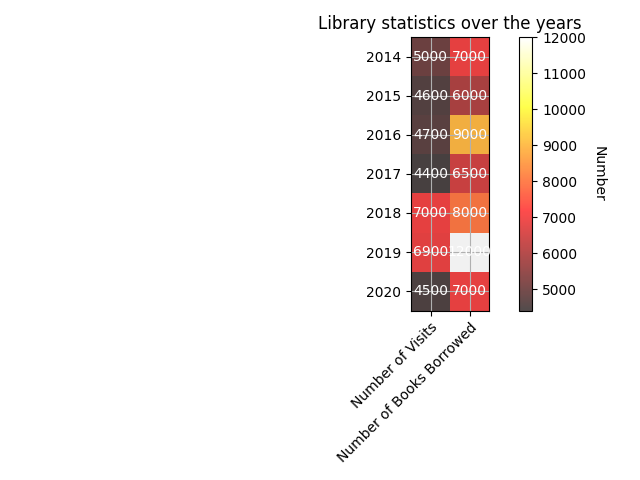 Library statistics over the years
2014 5000 7000
2015 4600 6000
2016 4700 9000
2017 4400 6500
2018 7000 8000
2019 6900 12000
2020 4500 7000
Number of Visits
Number of Books Borrowed
12000
11000
10000
9000
8000
7000
6000
5000
Number